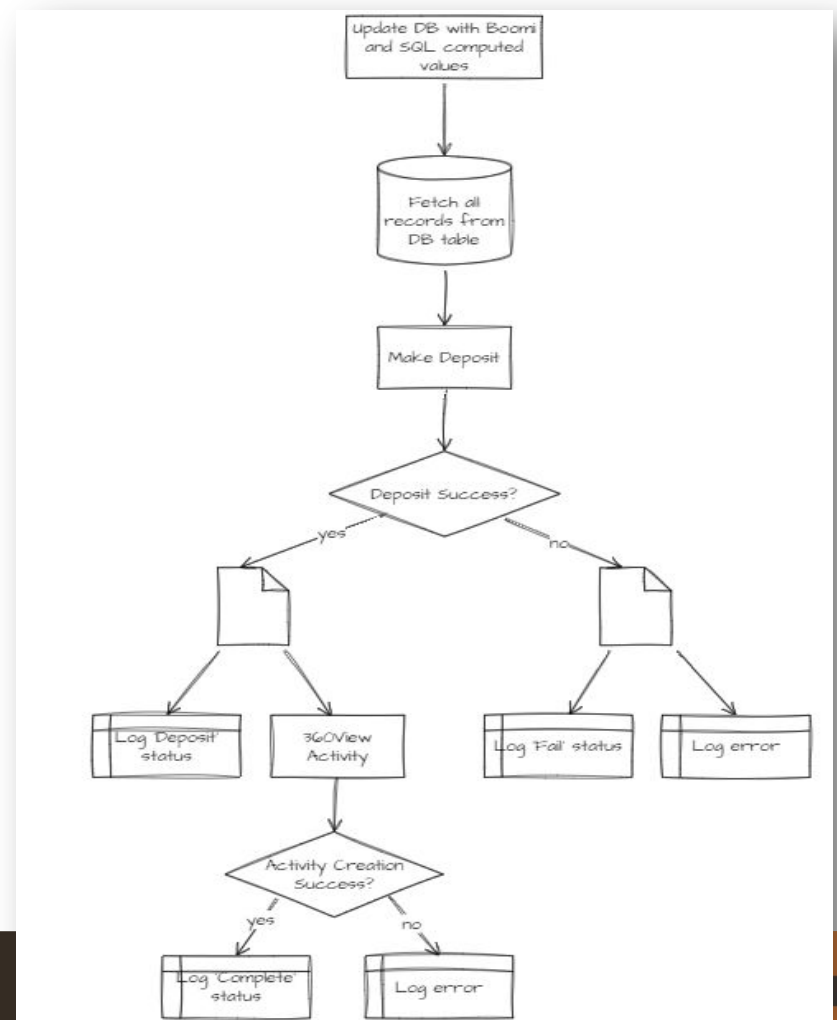 Update DB with Boomi
and SQL computed
values
Fetch all
records from
DB table
Make Deposit
Deposit Success?
yes
no
Log 'Deposit'
status
360View
Activity
Log 'Fail' status
Log error
Activity Creation
Success?
yes
no
Log 'Complete'
status
Log error